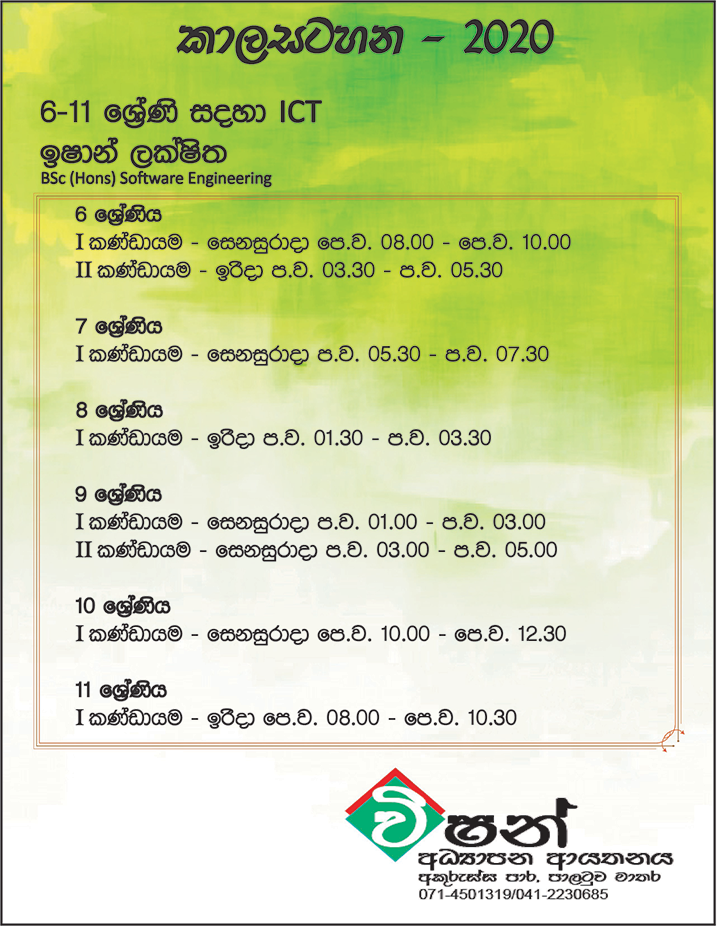 කාලසටහන – 2020
6-11 ශ්‍රේණි සදහා ICT
ඉෂාන් ලක්ෂිත
BSc (Hons) Software Engineering
6 ශ්‍රේණිය
I කණ්ඩායම - සෙනසුරාදා පෙ.ව. 08.00 - පෙ.ව. 10.00
II කණ්ඩායම - ඉරිදා ප.ව. 03.30 - ප.ව. 05.30
7 ශ්‍රේණිය
I කණ්ඩායම - සෙනසුරාදා ප.ව. 05.30 - ප.ව. 07.30
8 ශ්‍රේණිය
I කණ්ඩායම - ඉරිදා ප.ව. 01.30 - ප.ව. 03.30
9 ශ්‍රේණිය
I කණ්ඩායම - සෙනසුරාදා ප.ව. 01.00 - ප.ව. 03.00
II කණ්ඩායම - සෙනසුරාදා ප.ව. 03.00 - ප.ව. 05.00
10 ශ්‍රේණිය
I කණ්ඩායම - සෙනසුරාදා පෙ.ව. 10.00 - පෙ.ව. 12.30
11 ශ්‍රේණිය
I කණ්ඩායම - ඉරිදා පෙ.ව. 08.00 - පෙ.ව. 10.30
විහන්
අධ්‍යාපන ආයතනය
අකුරුස්ස පාර, පාලටුව මාතර
071-4501319/041-2230685